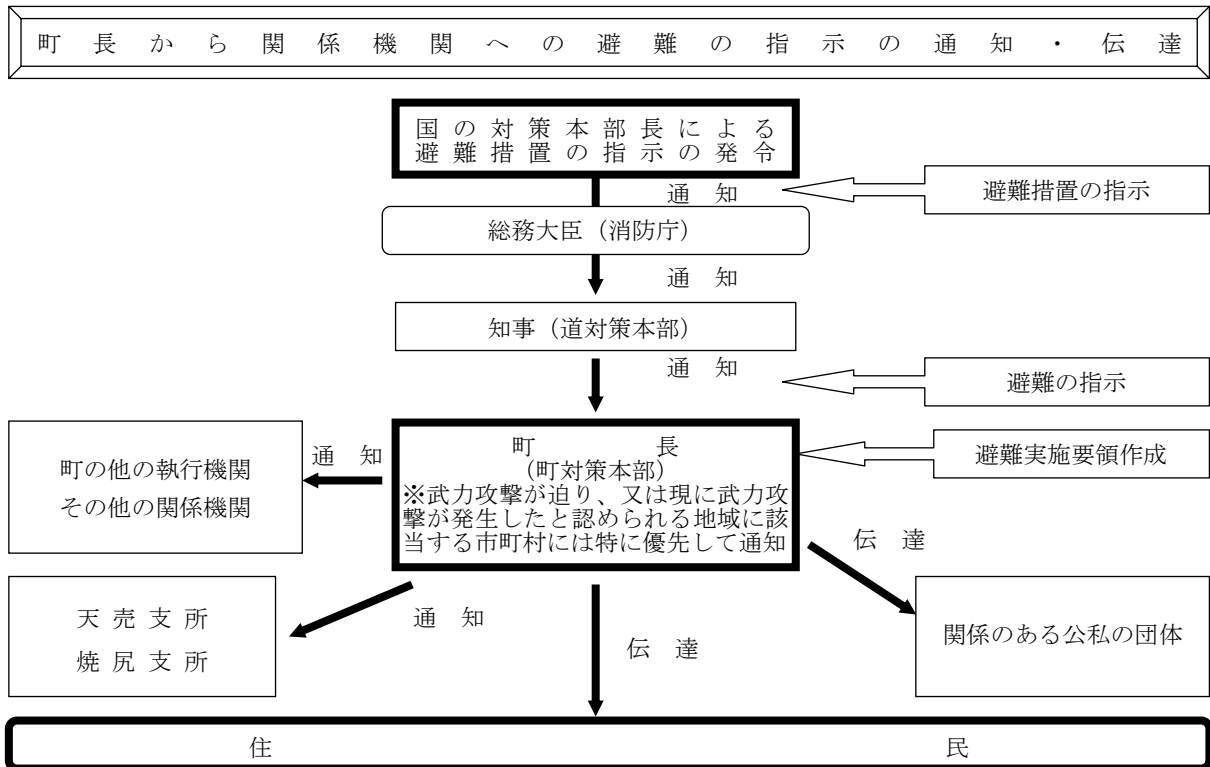 町長から関係機関への避難の指示の通知・伝達
国の対策本部長による
避難措置の指示の発令
通知
避難措置の指示
総務大臣（消防庁）
通知
知事（道対策本部）
通知
避難の指示
町長
（町対策本部）
※武力攻撃が迫り、又は現に武力攻
撃が発生したと認められる地域に該
当する市町村には特に優先して通知
避難実施要領作成
通知
町の他の執行機関
その他の関係機関
伝達
天売支所
焼尻支所
通知
伝達
関係のある公私の団体
住民